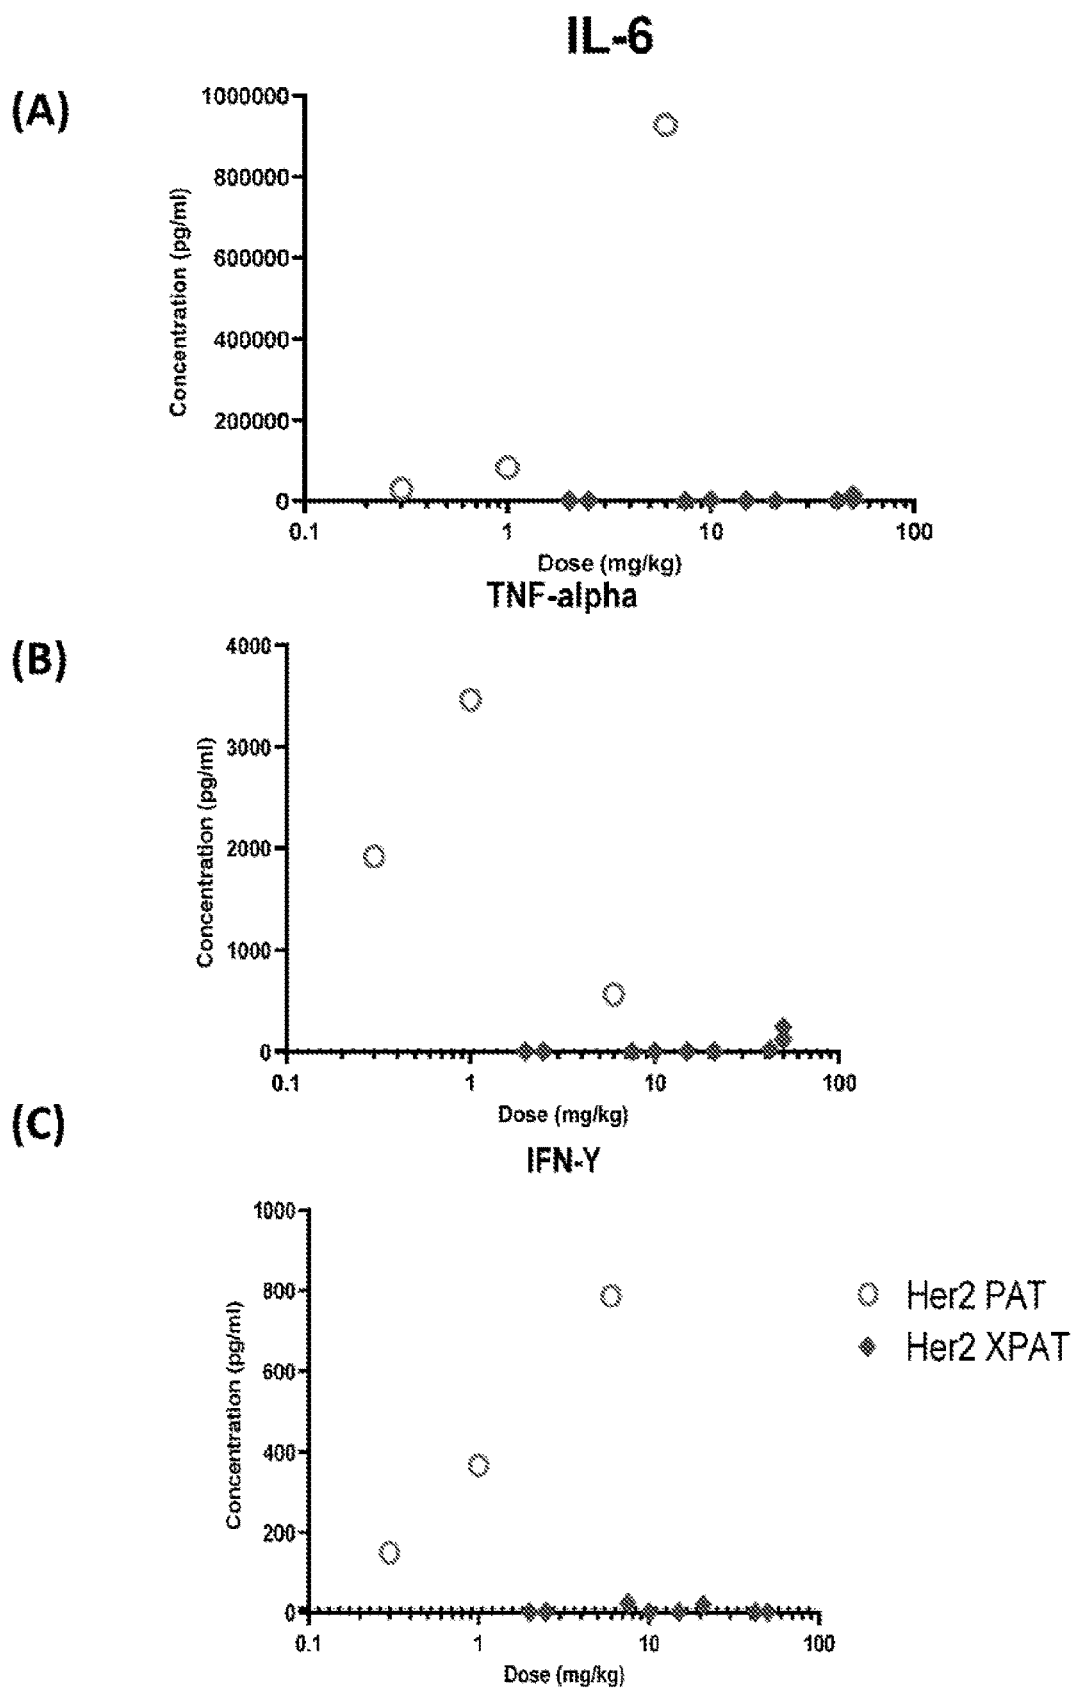 IL-6
(A)
1000000
800000
600000
400000
200000
0
Concentration (pg/ml)
0.1 1 10 100
Dose (mg/kg)
TNF-alpha
(B)
4000
3000
2000
1000
0
Concentration (pg/ml)
0.1 1 10 100
Dose (mg/kg)
(C)
IFN-Y
1000
800
600
400
200
0
Concentration (pg/ml)
0.1 1 10 100
Dose (mg/kg)
Her2 PAT
Her2 XPAT